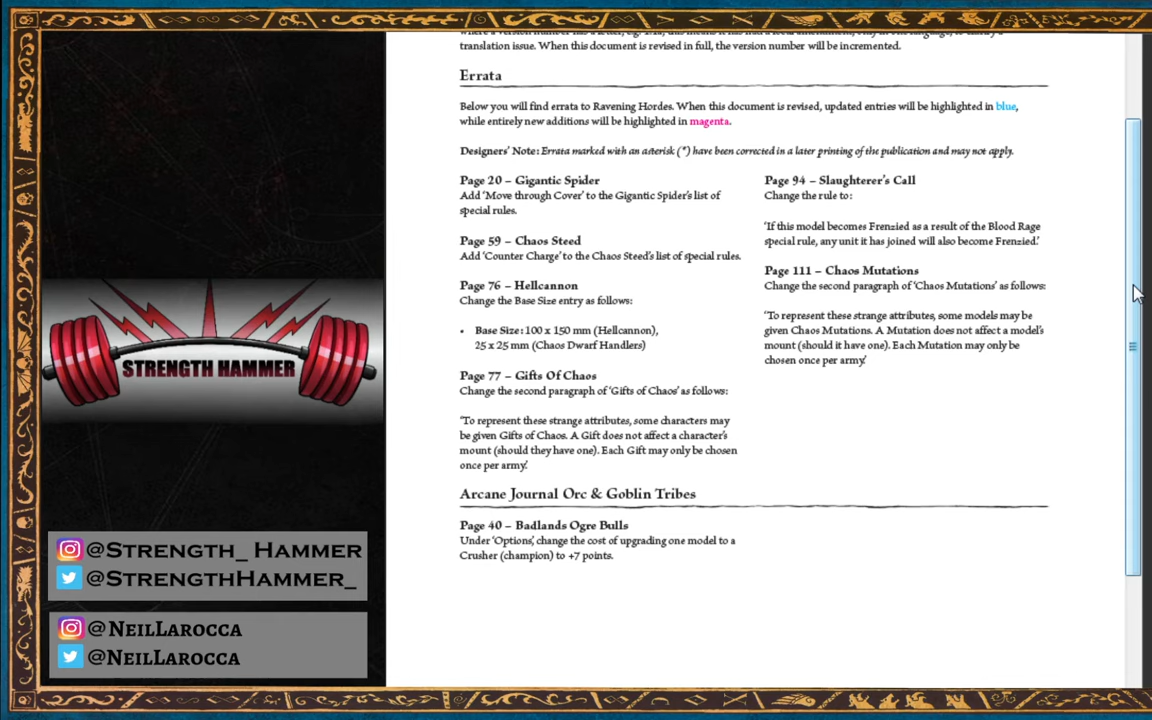 translation issue. When this document is revised in full, the version number will be incremented.
Errata
Below you will find errata to Ravening Hordes. When this document is revised, updated entries will be highlighted in blue,
while entirely new additions will be highlighted in magenta.
Designers' Note: Errata marked with an asterisk (*) have been corrected in a later printing of the publication and may not apply.
Page 20 – Gigantic Spider
Add 'Move through Cover' to the Gigantic Spider's list of
special rules.
Page 59 – Chaos Steed
Add 'Counter Charge' to the Chaos Steed's list of special rules.
Page 76 – Hellcannon
Change the Base Size entry as follows:
• Base Size: 100 x 150 mm (Hellcannon),
25 x 25 mm (Chaos Dwarf Handlers)
Page 77 – Gifts Of Chaos
Change the second paragraph of 'Gifts of Chaos' as follows:
'To represent these strange attributes, some characters may
be given Gifts of Chaos. A Gift does not affect a character's
mount (should they have one). Each Gift may only be chosen
once per army.'
Page 94 – Slaughterer's Call
Change the rule to:
'If this model becomes Frenzied as a result of the Blood Rage
special rule, any unit it has joined will also become Frenzied.'
Page 111 – Chaos Mutations
Change the second paragraph of 'Chaos Mutations' as follows:
'To represent these strange attributes, some models may be
given Chaos Mutations. A Mutation does not affect a model's
mount (should it have one). Each Mutation may only be
chosen once per army.'
Arcane Journal Orc & Goblin Tribes
Page 40 – Badlands Ogre Bulls
Under 'Options', change the cost of upgrading one model to a
Crusher (champion) to +7 points.
STRENGTH HAMMER
@Strength_Hammer
@StrengthHammer_
@NeilLarocca
@NeilLarocca